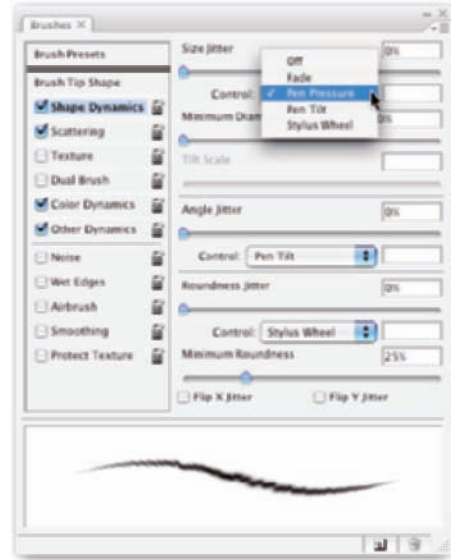 Brushes ×
Brush Presets
Brush Tip Shape
Shape Dynamics
Scattering
Texture
Dual Brush
Color Dynamics
Other Dynamics
Noise
Wet Edges
Airbrush
Smoothing
Protect Texture
Size Jitter 0%
Off
Fade
Control: ✓ Pen Pressure
Pen Tilt
Stylus Wheel
Minimum Diam 0%
Tilt Scale
Angle Jitter 0%
Control: Pen Tilt
Roundness Jitter 0%
Control: Stylus Wheel
Minimum Roundness 25%
Flip X Jitter Flip Y Jitter